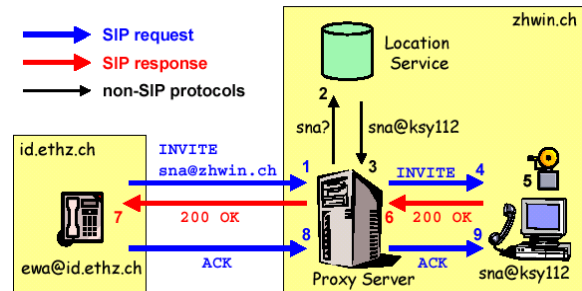 zhwin.ch
SIP request
SIP response
non-SIP protocols
Location
Service
2
sna?
sna@ksy112
id.ethz.ch
INVITE
sna@zhwin.ch
1
3
INVITE
4
5
7
200 OK
6
200 OK
8
9
ewa@id.ethz.ch
ACK
Proxy Server
ACK
sna@ksy112